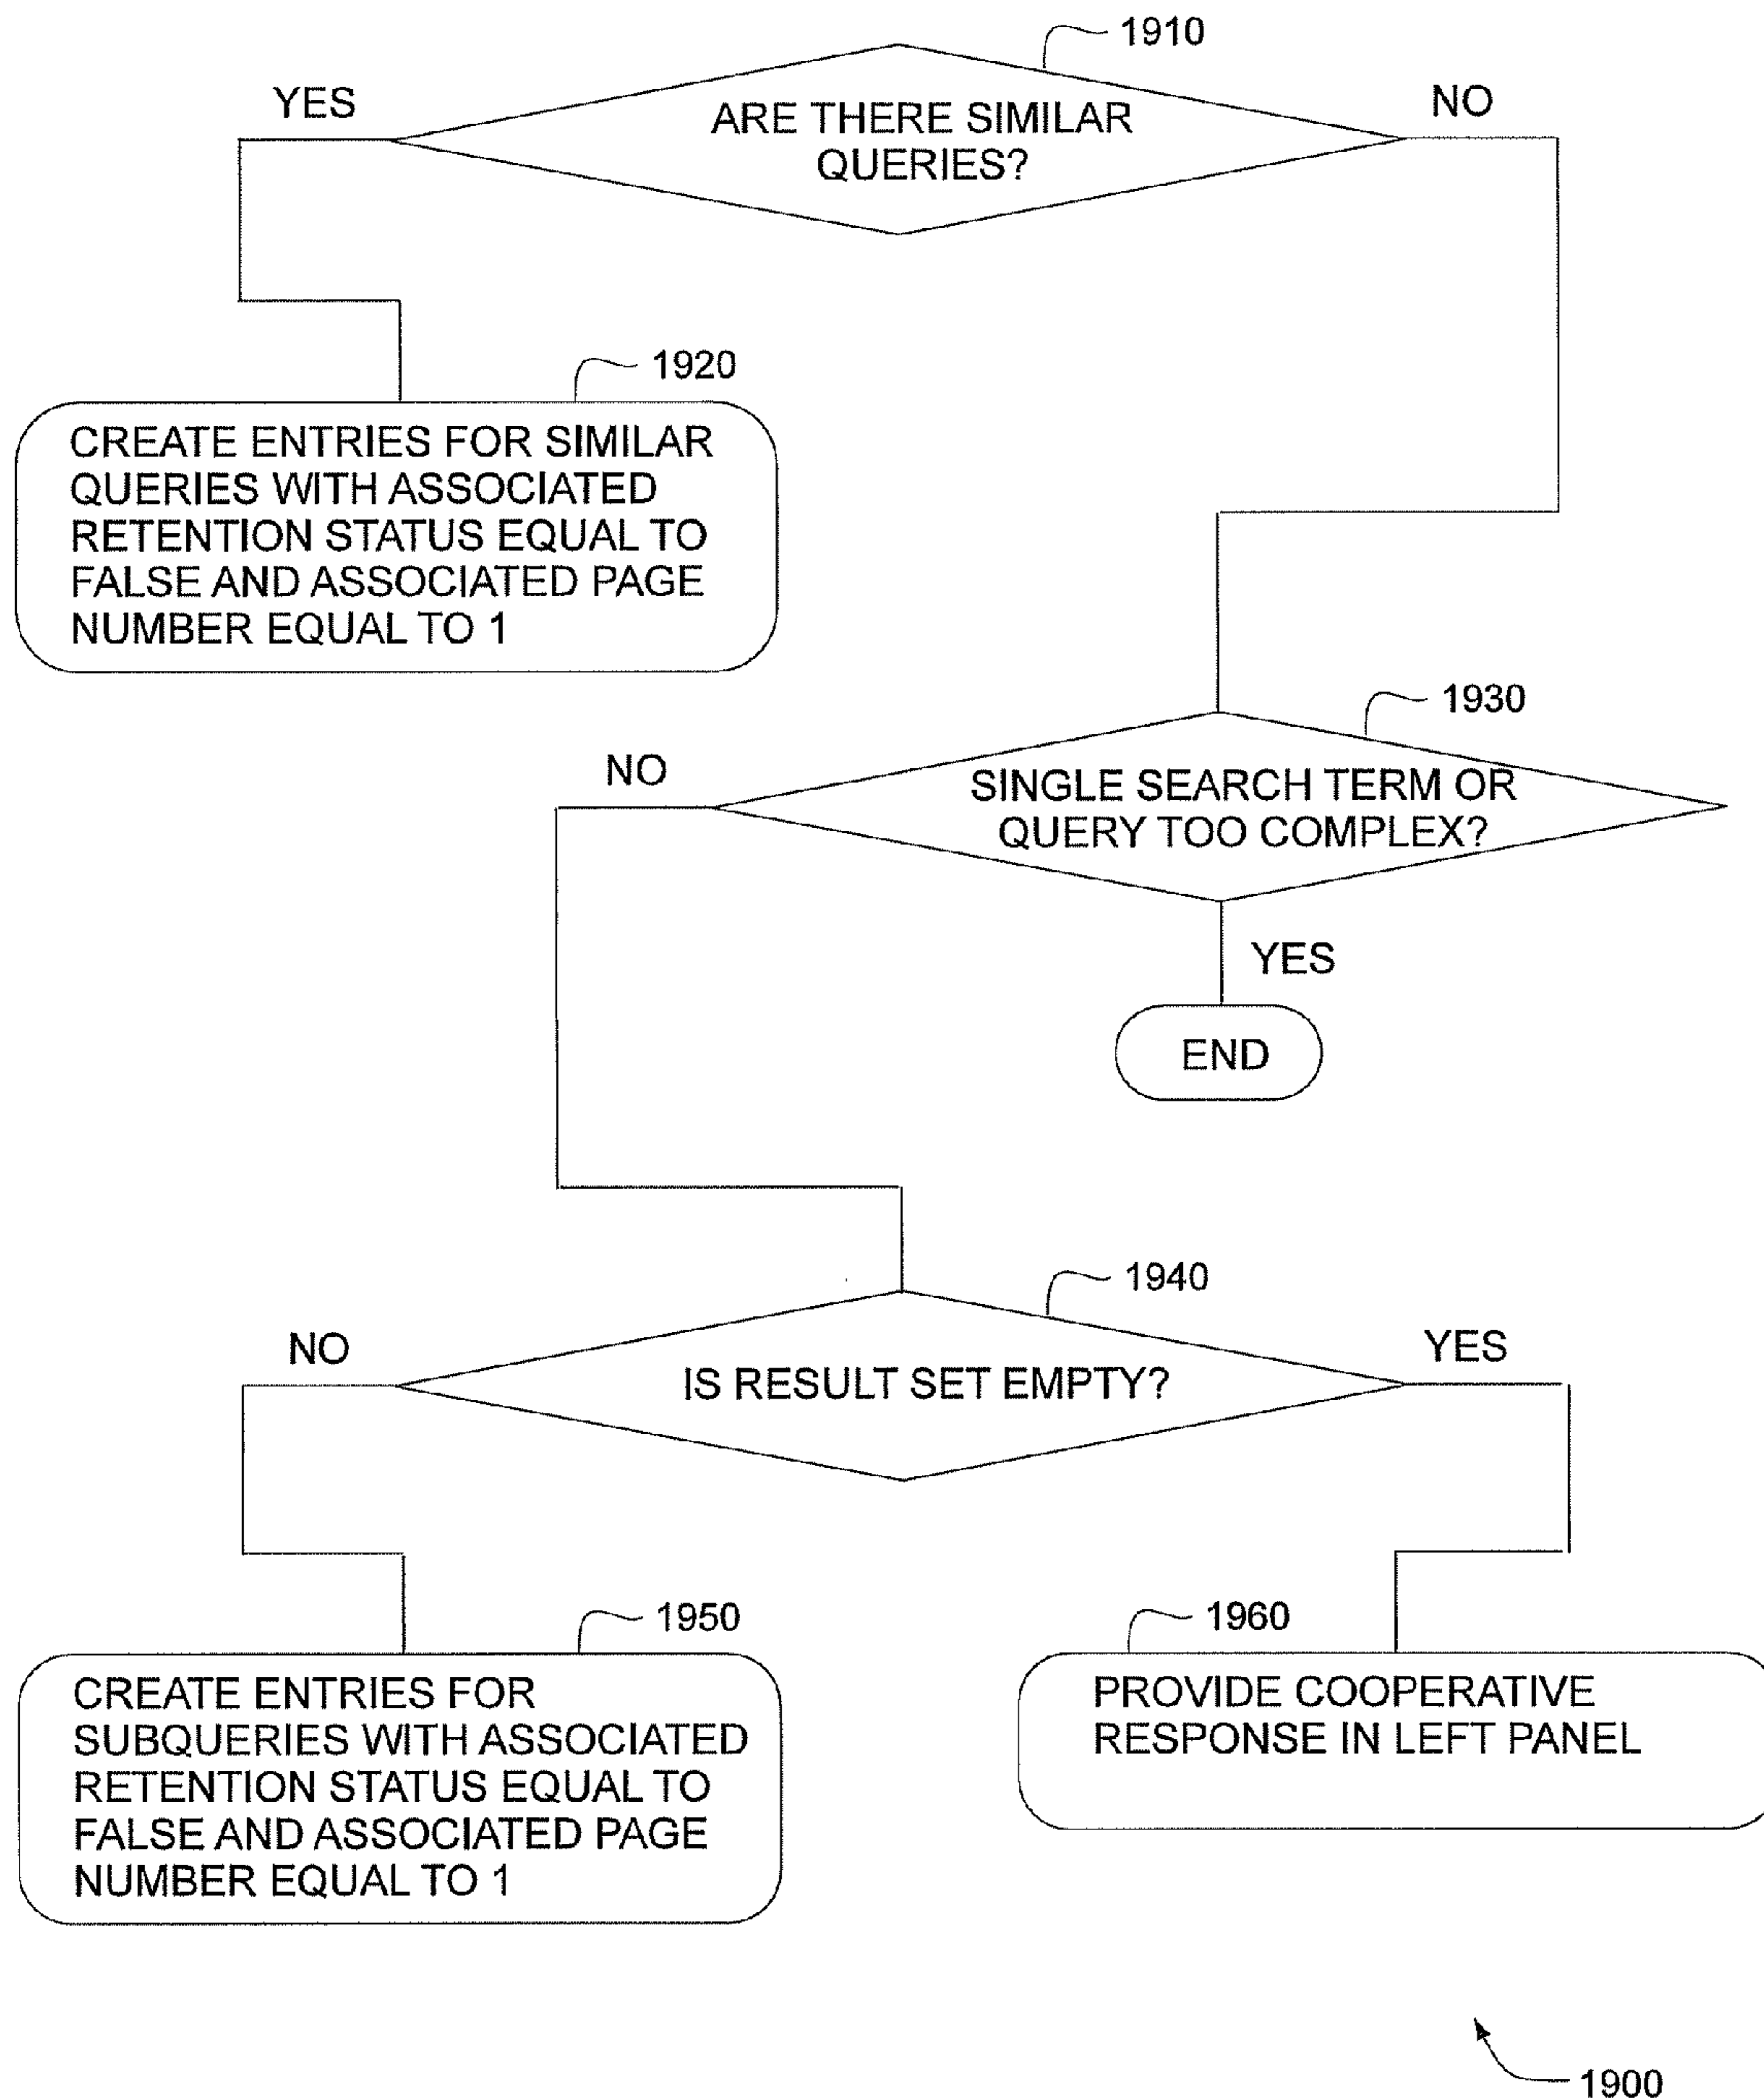 1910
YES
NO
ARE THERE SIMILAR
QUERIES?
1920
CREATE ENTRIES FOR SIMILAR
QUERIES WITH ASSOCIATED
RETENTION STATUS EQUAL TO
FALSE AND ASSOCIATED PAGE
NUMBER EQUAL TO 1
1930
NO
SINGLE SEARCH TERM OR
QUERY TOO COMPLEX?
YES
END
1940
NO
YES
IS RESULT SET EMPTY?
1950
CREATE ENTRIES FOR
SUBQUERIES WITH ASSOCIATED
RETENTION STATUS EQUAL TO
FALSE AND ASSOCIATED PAGE
NUMBER EQUAL TO 1
1960
PROVIDE COOPERATIVE
RESPONSE IN LEFT PANEL
1900